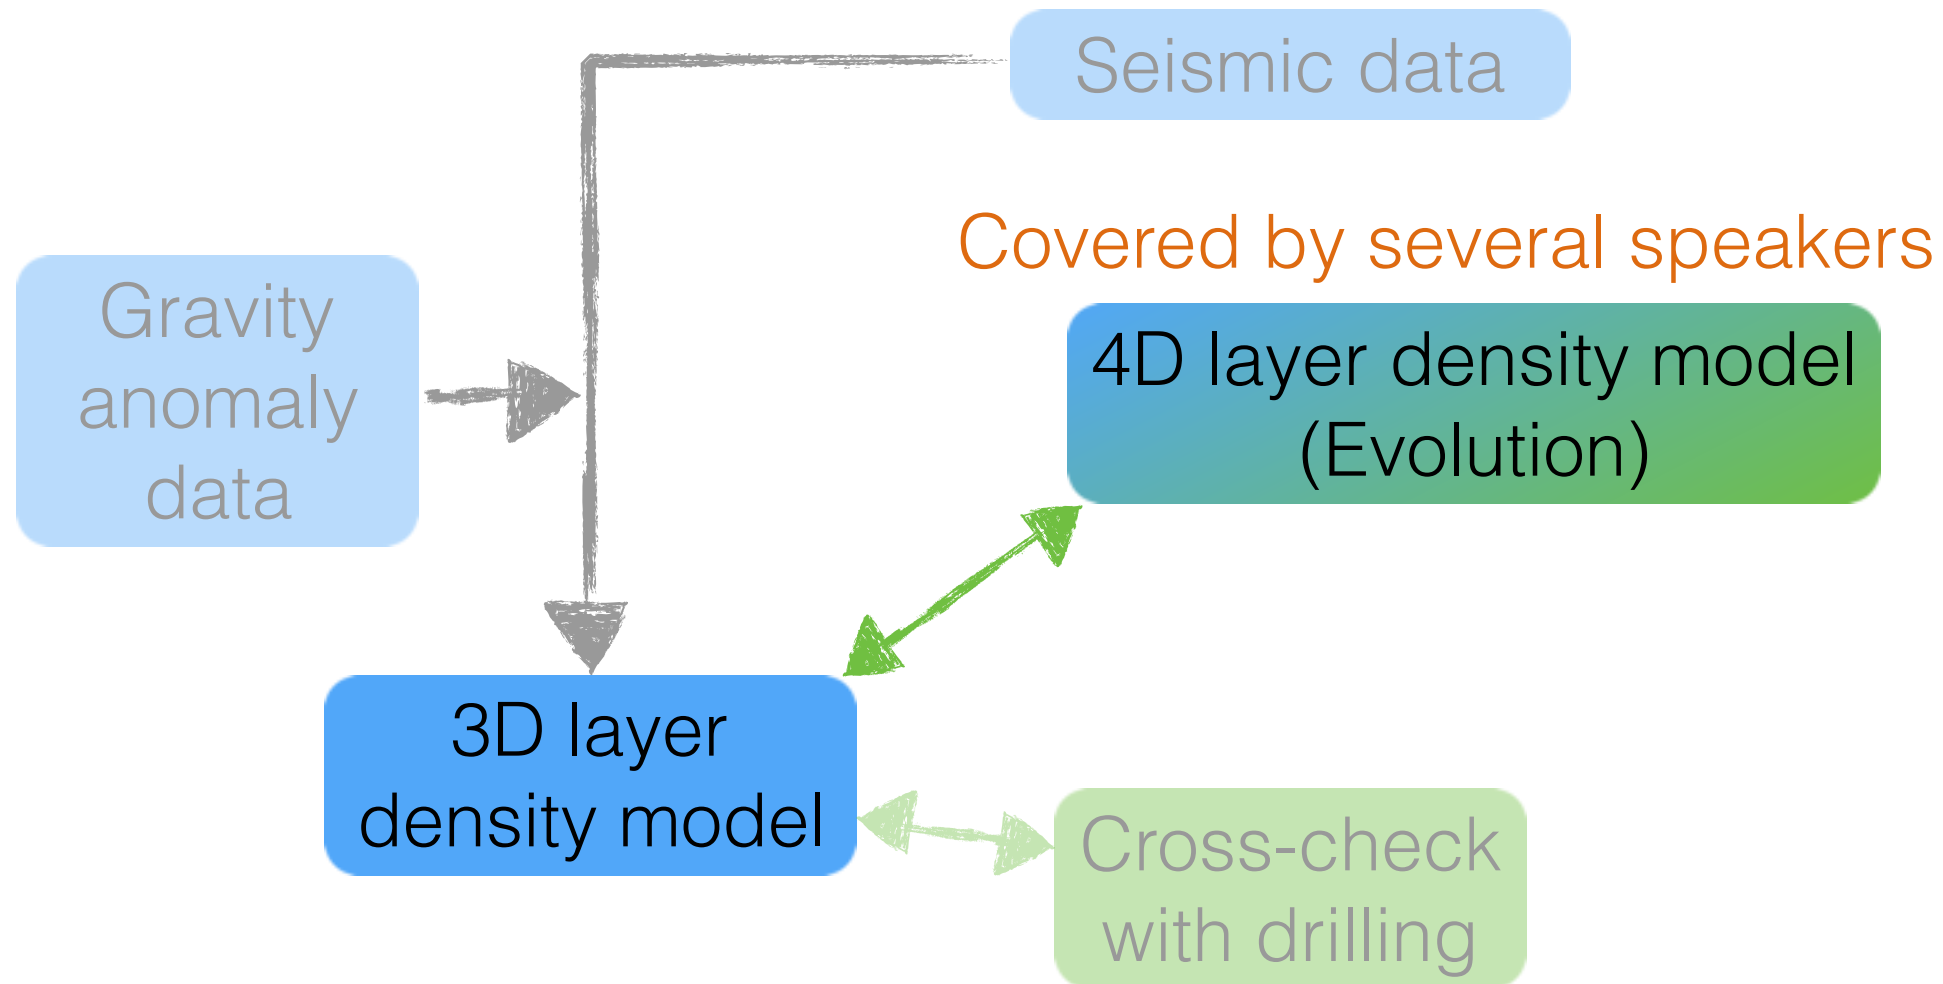 Seismic data
Covered by several speakers
Gravity
anomaly
data
4D layer density model
(Evolution)
3D layer
density model
Cross-check
with drilling